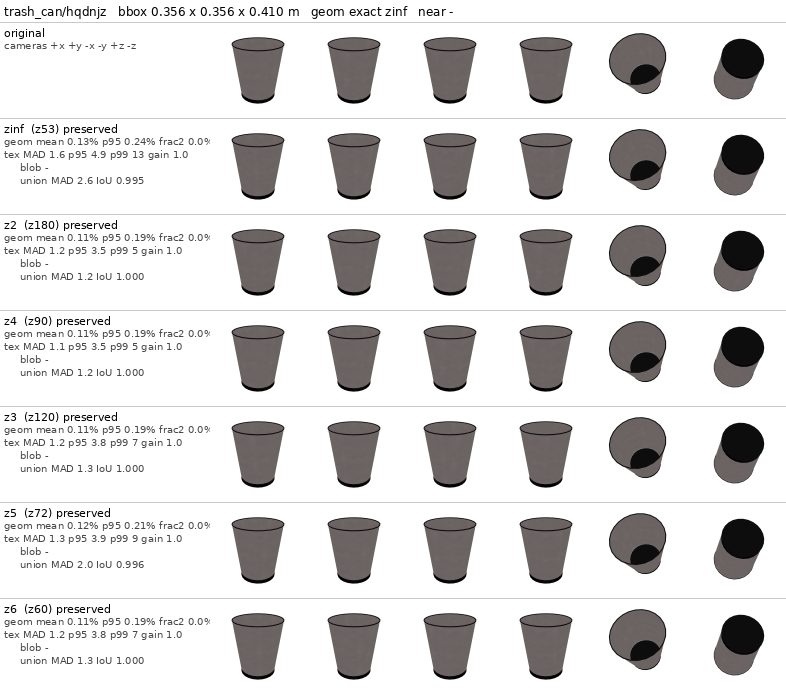 trash_can/hqdnjz bbox 0.356 x 0.356 x 0.410 m geom exact zinf near -
original
cameras +x +y -x -y +z -z
zinf (z53) preserved
geom mean 0.13% p95 0.24% frac2 0.0%
tex MAD 1.6 p95 4.9 p99 13 gain 1.0
blob -
union MAD 2.6 IoU 0.995
z2 (z180) preserved
geom mean 0.11% p95 0.19% frac2 0.0%
tex MAD 1.2 p95 3.5 p99 5 gain 1.0
blob -
union MAD 1.2 IoU 1.000
z4 (z90) preserved
geom mean 0.11% p95 0.19% frac2 0.0%
tex MAD 1.1 p95 3.5 p99 5 gain 1.0
blob -
union MAD 1.2 IoU 1.000
z3 (z120) preserved
geom mean 0.11% p95 0.19% frac2 0.0%
tex MAD 1.2 p95 3.8 p99 7 gain 1.0
blob -
union MAD 1.3 IoU 1.000
z5 (z72) preserved
geom mean 0.12% p95 0.21% frac2 0.0%
tex MAD 1.3 p95 3.9 p99 9 gain 1.0
blob -
union MAD 2.0 IoU 0.996
z6 (z60) preserved
geom mean 0.11% p95 0.19% frac2 0.0%
tex MAD 1.2 p95 3.8 p99 7 gain 1.0
blob -
union MAD 1.3 IoU 1.000